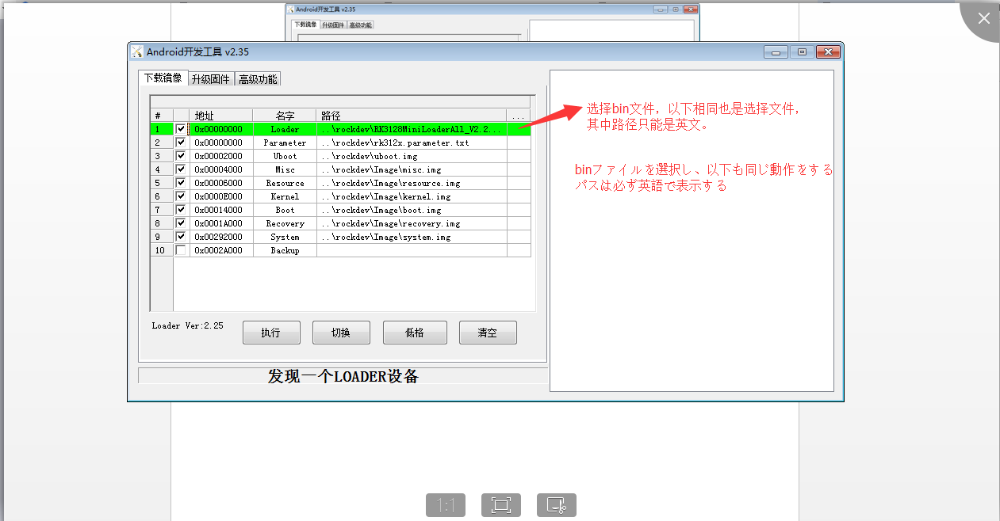 Android开发工具 v2.35
下载镜像 升级固件 高级功能
Android开发工具 v2.35
下载镜像 升级固件 高级功能
# 地址 名字 路径 ...
1 0x00000000 Loader ..\rockdev\RK3128MiniLoaderAll_V2.2...
2 0x00000000 Parameter ..\rockdev\rk312x.parameter.txt
3 0x00002000 Uboot ..\rockdev\uboot.img
4 0x00004000 Misc ..\rockdev\Image\misc.img
5 0x00006000 Resource ..\rockdev\Image\resource.img
6 0x0000E000 Kernel ..\rockdev\Image\kernel.img
7 0x00014000 Boot ..\rockdev\Image\boot.img
8 0x0001A000 Recovery ..\rockdev\Image\recovery.img
9 0x00292000 System ..\rockdev\Image\system.img
10 0x0002A000 Backup
Loader Ver:2.25
执行 切换 低格 清空
发现一个LOADER设备
选择bin文件，以下相同也是选择文件，
其中路径只能是英文。
binファイルを選択し、以下も同じ動作をする
パスは必ず英語で表示する
1:1